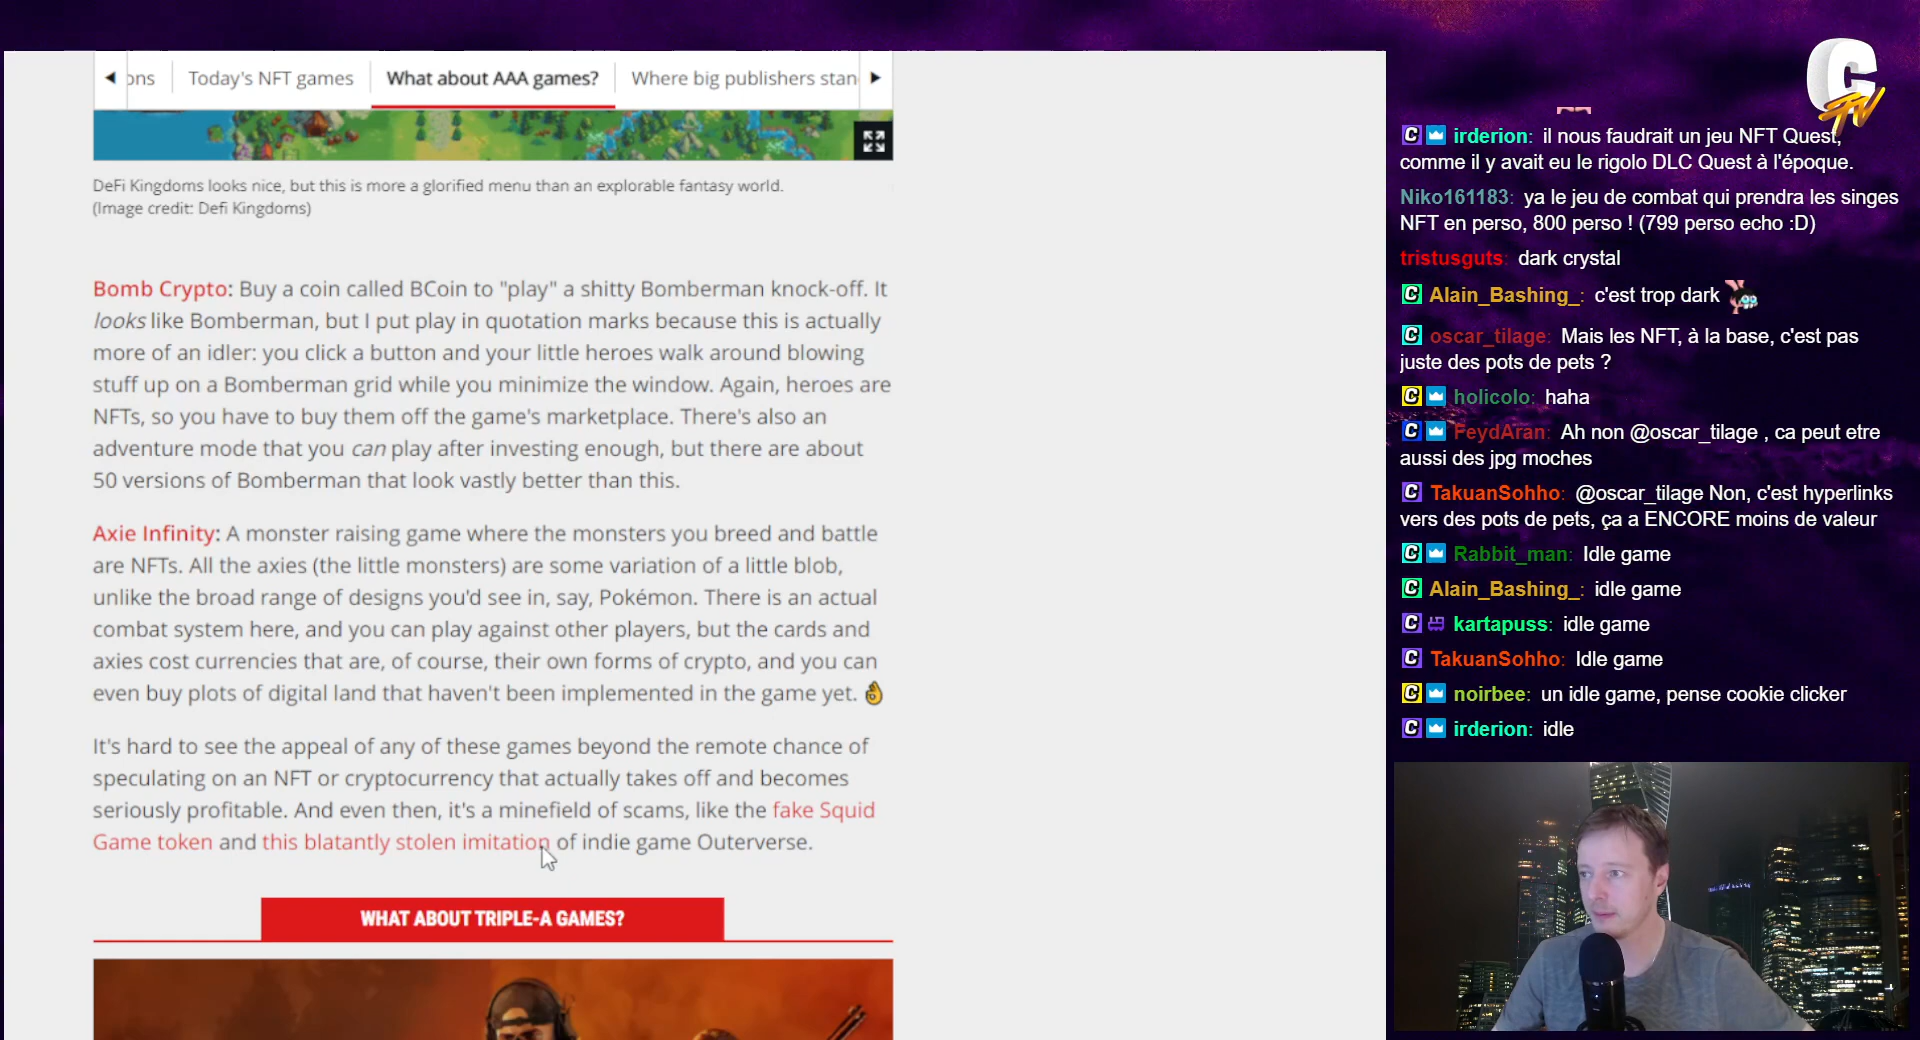 ons
Today's NFT games
What about AAA games?
Where big publishers stan
DeFi Kingdoms looks nice, but this is more a glorified menu than an explorable fantasy world.
(Image credit: Defi Kingdoms)
Bomb Crypto: Buy a coin called BCoin to "play" a shitty Bomberman knock-off. It
looks like Bomberman, but I put play in quotation marks because this is actually
more of an idler: you click a button and your little heroes walk around blowing
stuff up on a Bomberman grid while you minimize the window. Again, heroes are
NFTs, so you have to buy them off the game's marketplace. There's also an
adventure mode that you can play after investing enough, but there are about
50 versions of Bomberman that look vastly better than this.
Axie Infinity: A monster raising game where the monsters you breed and battle
are NFTs. All the axies (the little monsters) are some variation of a little blob,
unlike the broad range of designs you'd see in, say, Pokémon. There is an actual
combat system here, and you can play against other players, but the cards and
axies cost currencies that are, of course, their own forms of crypto, and you can
even buy plots of digital land that haven't been implemented in the game yet. 👌
It's hard to see the appeal of any of these games beyond the remote chance of
speculating on an NFT or cryptocurrency that actually takes off and becomes
seriously profitable. And even then, it's a minefield of scams, like the fake Squid
Game token and this blatantly stolen imitation of indie game Outerverse.
WHAT ABOUT TRIPLE-A GAMES?
C TV
irderion: il nous faudrait un jeu NFT Quest,
comme il y avait eu le rigolo DLC Quest à l'époque.
Niko161183: ya le jeu de combat qui prendra les singes
NFT en perso, 800 perso ! (799 perso echo :D)
tristusguts: dark crystal
C Alain_Bashing_: c'est trop dark
C oscar_tilage: Mais les NFT, à la base, c'est pas
juste des pots de pets ?
C holicolo: haha
C FeydAran: Ah non @oscar_tilage , ca peut etre
aussi des jpg moches
C TakuanSohho: @oscar_tilage Non, c'est hyperlinks
vers des pots de pets, ça a ENCORE moins de valeur
C Rabbit_man: Idle game
C Alain_Bashing_: idle game
C kartapuss: idle game
C TakuanSohho: Idle game
C noirbee: un idle game, pense cookie clicker
C irderion: idle